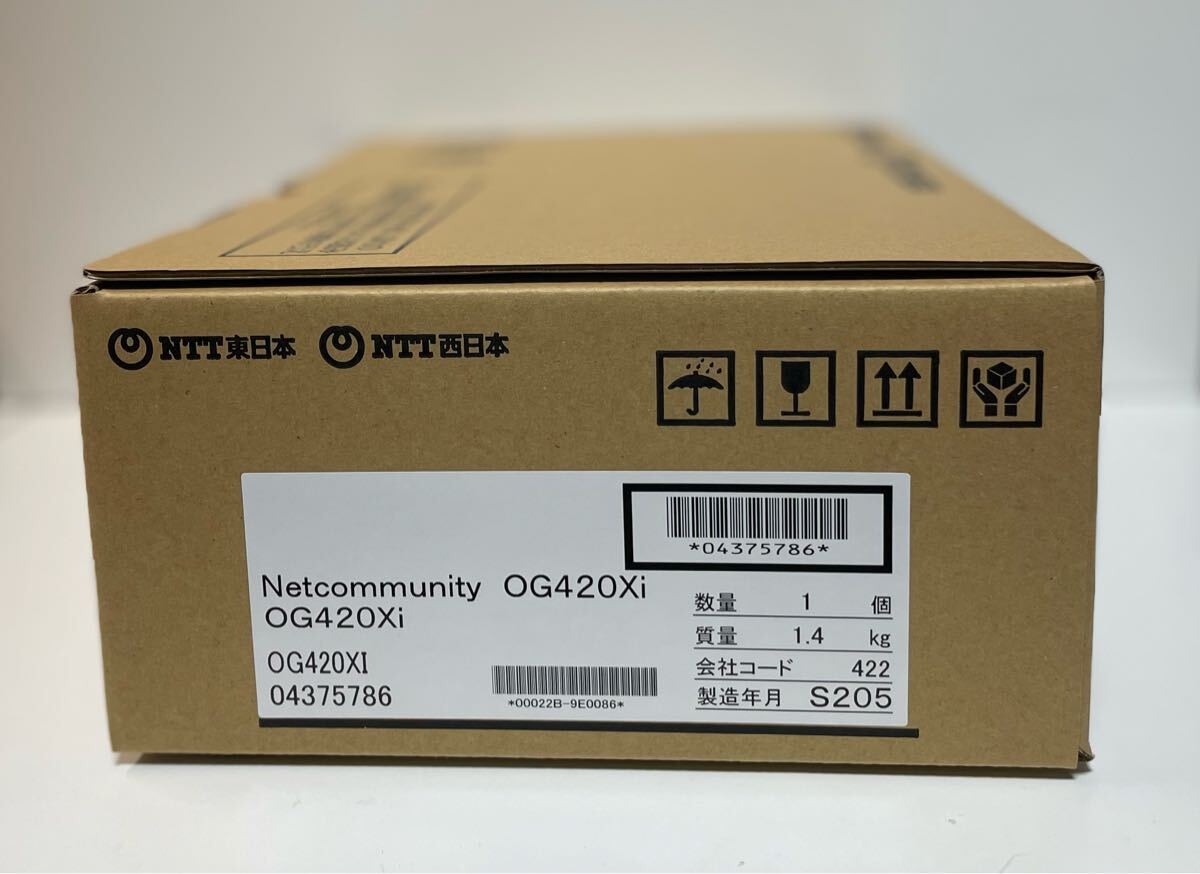 NTT東日本 NTT西日本
*04375786*
Netcommunity OG420Xi
OG420Xi
OG420XI
04375786
*00022B-9E0086*
数量 1 個
質量 1.4 kg
会社コード 422
製造年月 S205